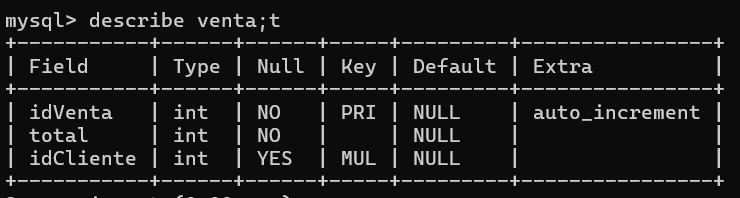 mysql> describe venta;t
+-----------+------+------+-----+---------+----------------+
| Field     | Type | Null | Key | Default | Extra          |
+-----------+------+------+-----+---------+----------------+
| idVenta   | int  | NO   | PRI | NULL    | auto_increment |
| total     | int  | NO   |     | NULL    |                |
| idCliente | int  | YES  | MUL | NULL    |                |
+-----------+------+------+-----+---------+----------------+